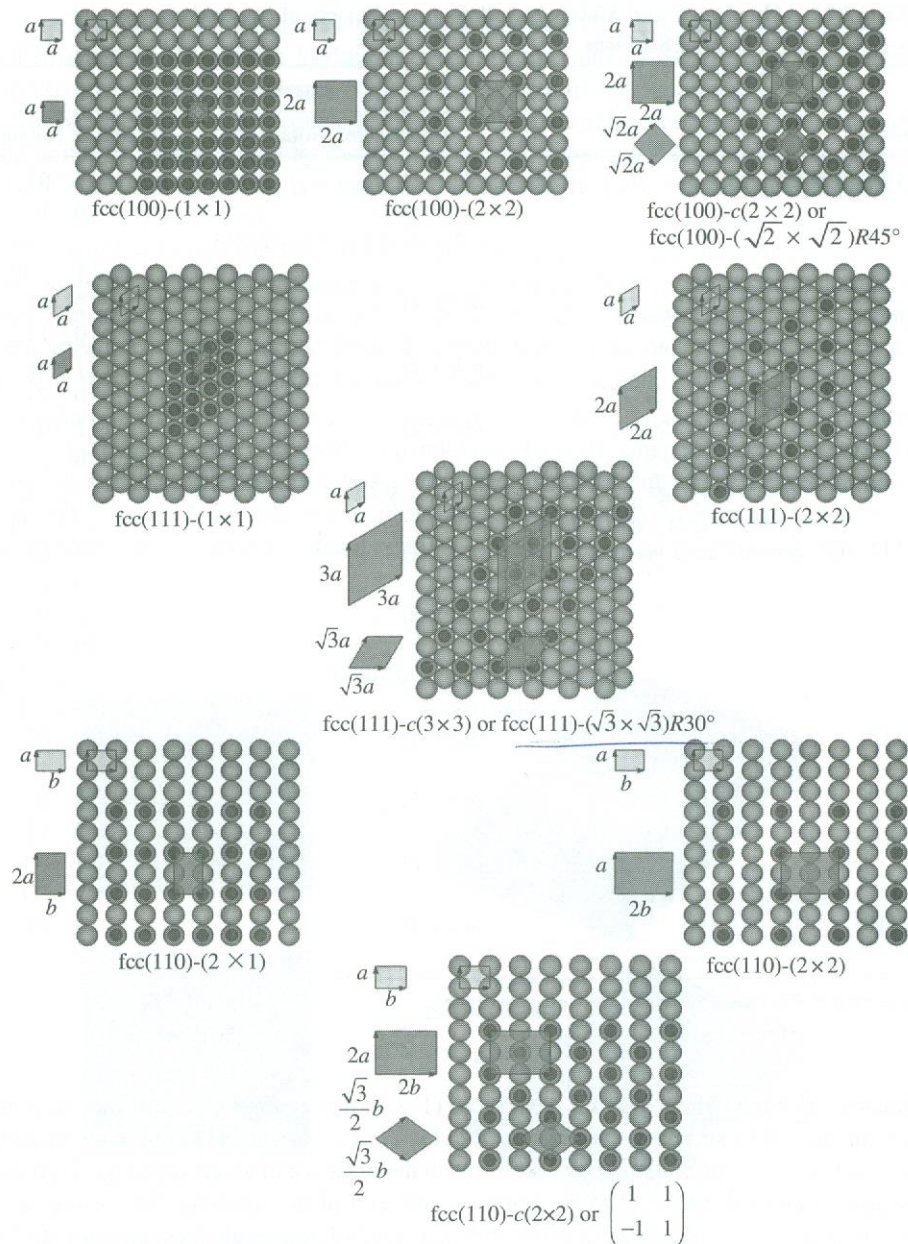 a a a a a a
a a
2a 2a
2a 2a
√2a
√2a
fcc(100)-(1 × 1)
fcc(100)-(2 × 2)
fcc(100)-c(2 × 2) or
fcc(100)-(√2 × √2)R45°
a a
a a
a a
2a 2a
fcc(111)-(1 × 1)
fcc(111)-(2 × 2)
a a
3a 3a
√3a
√3a
fcc(111)-c(3×3) or fcc(111)-(√3×√3)R30°
a b
a b
2a b
a 2b
fcc(110)-(2 ×1)
fcc(110)-(2×2)
a b
2a 2b
√3/2 b
√3/2 b
fcc(110)-c(2×2) or (1 1
-1 1)